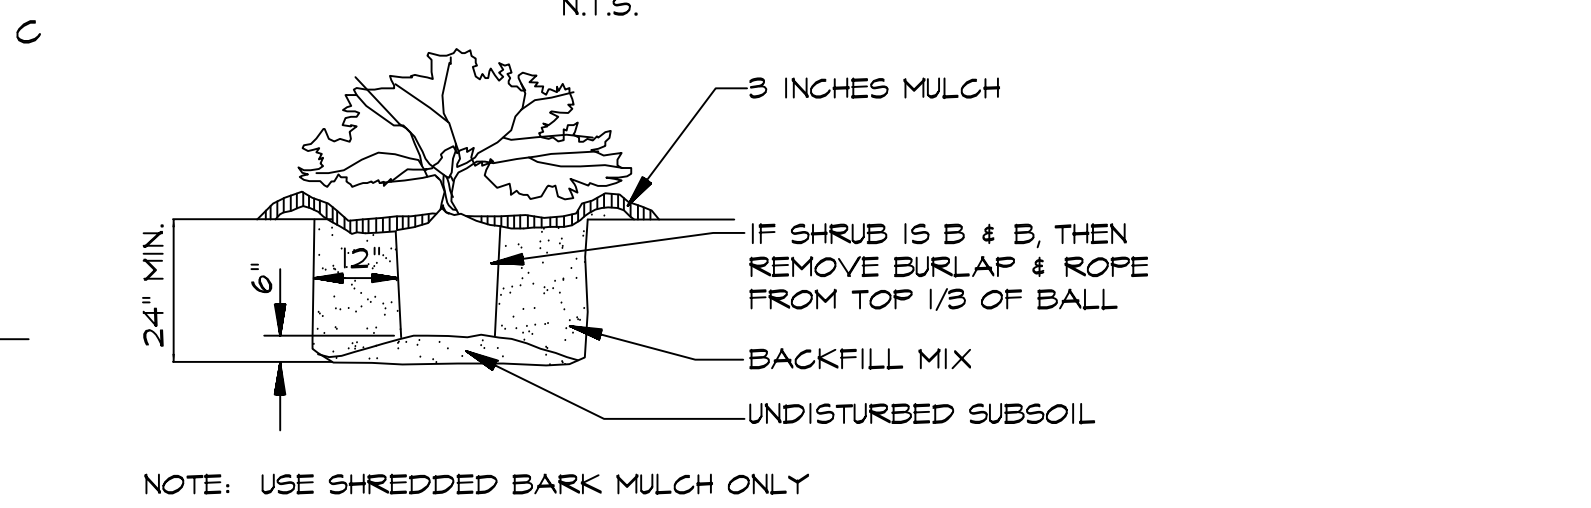 N.T.S.
C
3 INCHES MULCH
IF SHRUB IS B & B, THEN
REMOVE BURLAP & ROPE
FROM TOP 1/3 OF BALL
24" MIN.
6"
12"
BACKFILL MIX
UNDISTURBED SUBSOIL
NOTE: USE SHREDDED BARK MULCH ONLY